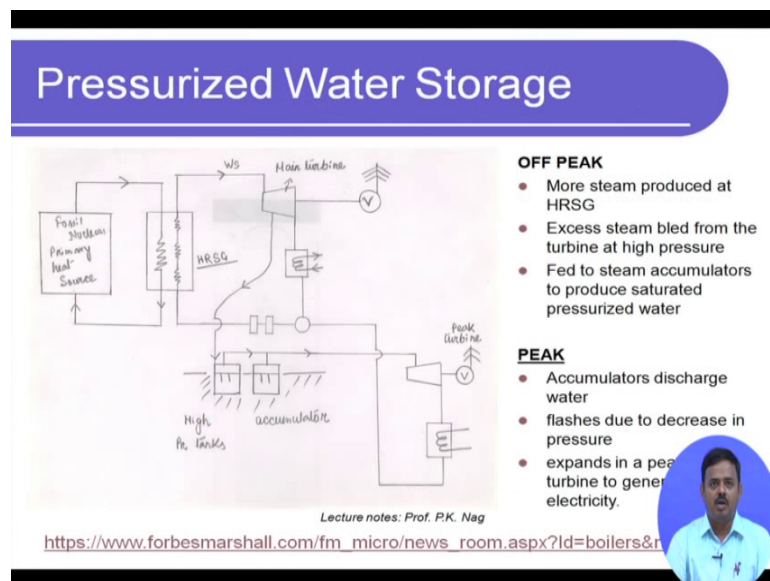 Pressurized Water Storage
Fossil
Nuclear
Primary
heat
Source
HRSG
WS
Main turbine
V
High
Pr tanks
accumulator
Peak
turbine
V
Lecture notes: Prof. P.K. Nag
OFF PEAK
More steam produced at
HRSG
Excess steam bled from the
turbine at high pressure
Fed to steam accumulators
to produce saturated
pressurized water
PEAK
Accumulators discharge
water
flashes due to decrease in
pressure
expands in a
turbine to
electricity.
https://www.forbesmarshall.com/fm_micro/news_room.aspx?Id=boilers&